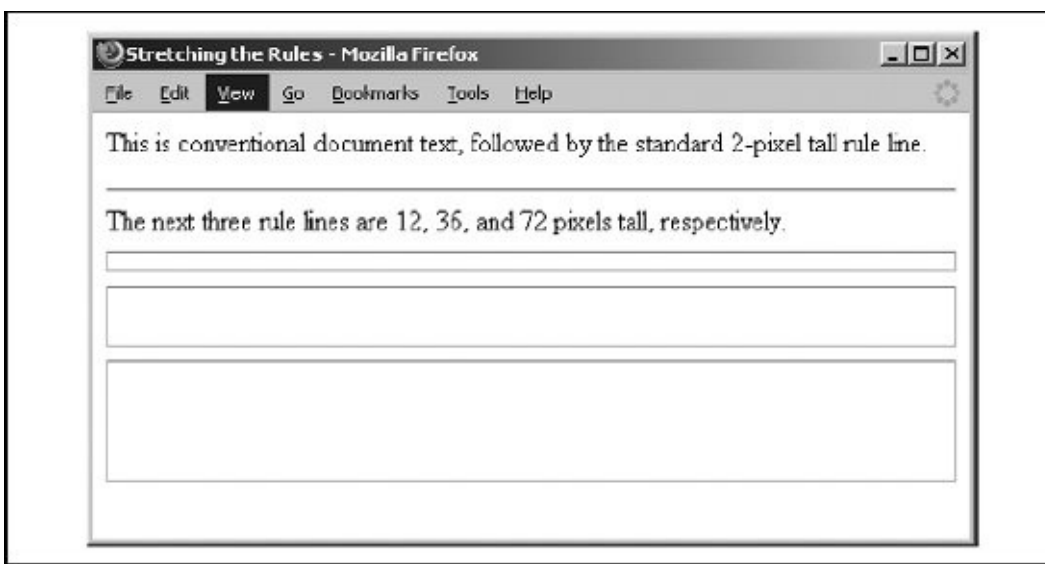 Stretching the Rules - Mozilla Firefox
File Edit View Go Bookmarks Tools Help
This is conventional document text, followed by the standard 2-pixel tall rule line.
The next three rule lines are 12, 36, and 72 pixels tall, respectively.